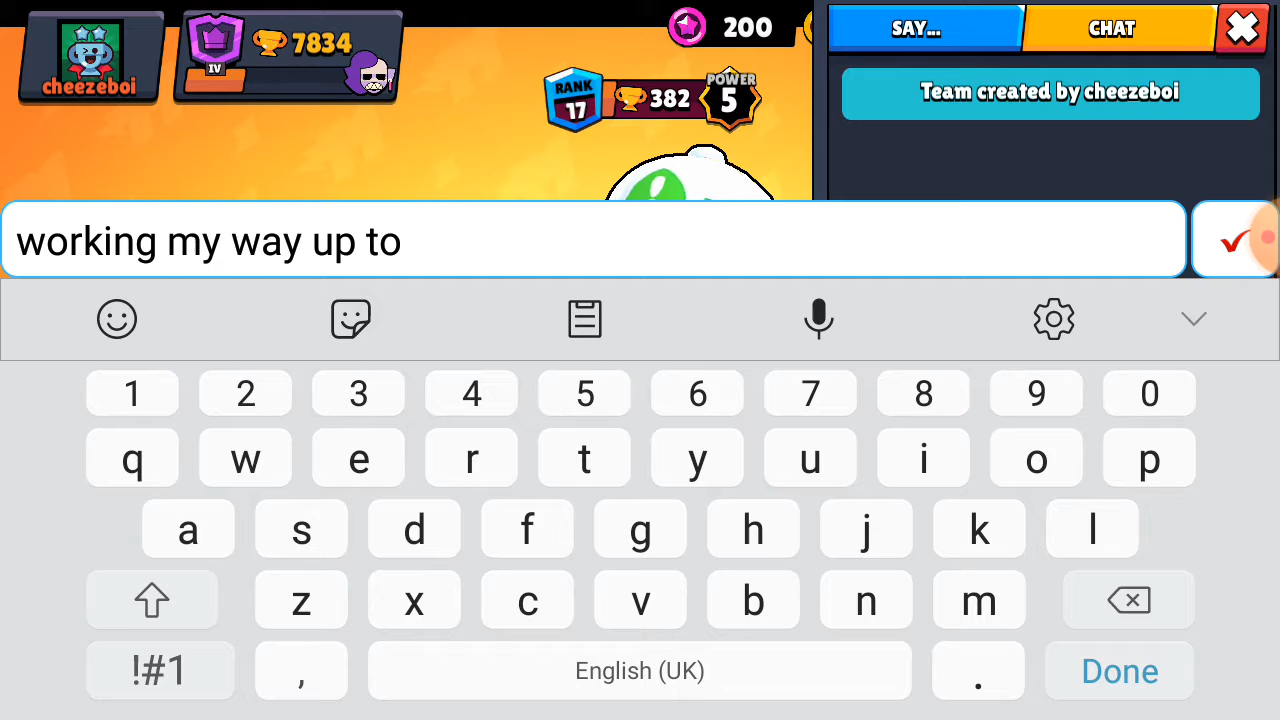 cheezeboi
IV
7834
200
RANK
17
382
POWER
5
SAY...
CHAT
Team created by cheezeboi
working my way up to
1 2 3 4 5 6 7 8 9 0
q w e r t y u i o p
a s d f g h j k l
z x c v b n m
!#1 , English (UK) . Done